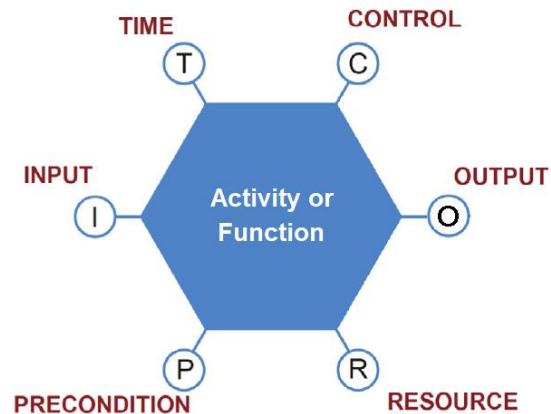 TIME
CONTROL
T
C
INPUT
OUTPUT
I
Activity or
Function
O
P
R
PRECONDITION
RESOURCE